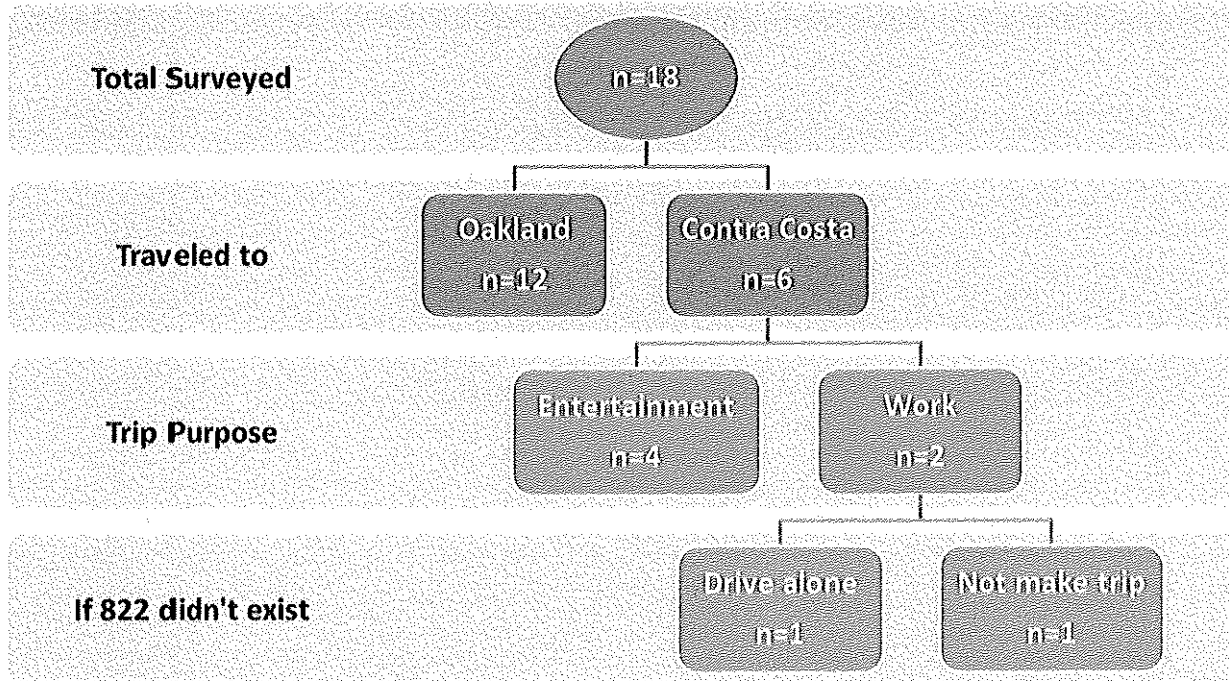 Total Surveyed
n=18
Traveled to
Oakland
n=12
Contra Costa
n=6
Trip Purpose
Entertainment
n=4
Work
n=2
If 822 didn't exist
Drive alone
n=1
Not make trip
n=1